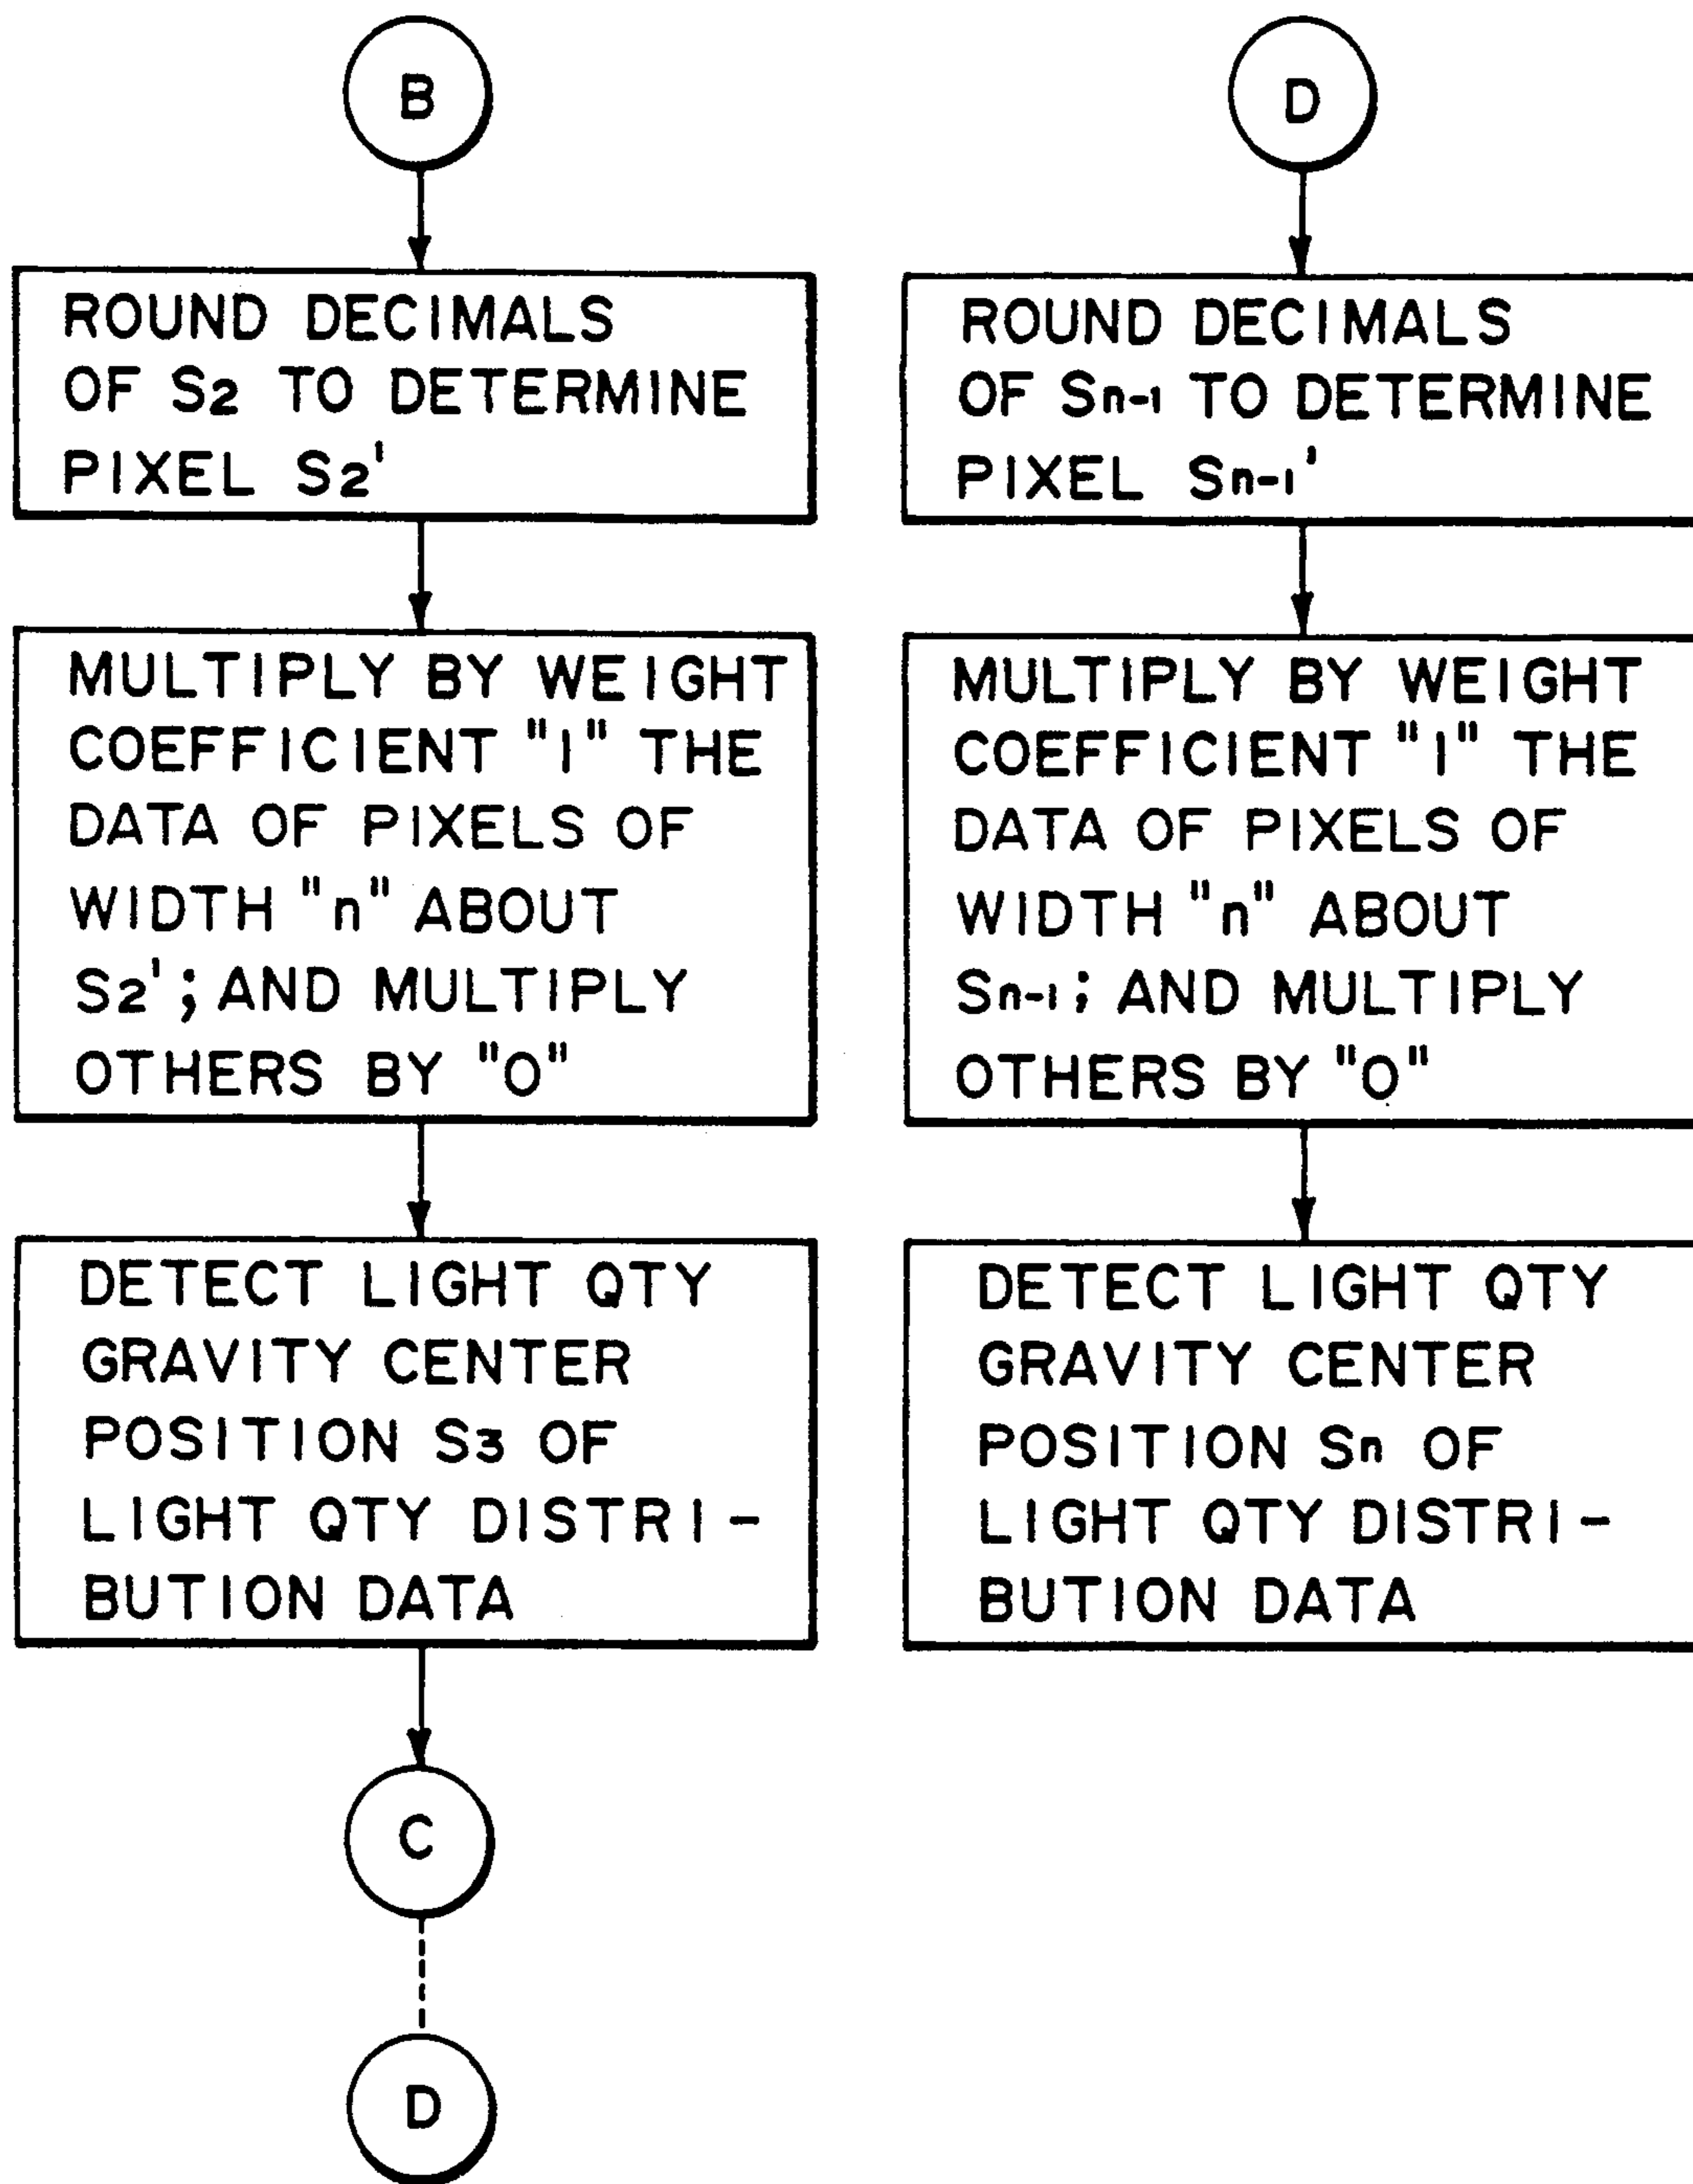 B
ROUND DECIMALS
OF S2 TO DETERMINE
PIXEL S2'
MULTIPLY BY WEIGHT
COEFFICIENT "1" THE
DATA OF PIXELS OF
WIDTH "n" ABOUT
S2'; AND MULTIPLY
OTHERS BY "0"
DETECT LIGHT QTY
GRAVITY CENTER
POSITION S3 OF
LIGHT QTY DISTRI-
BUTION DATA
C
D
D
ROUND DECIMALS
OF Sn-1 TO DETERMINE
PIXEL Sn-1'
MULTIPLY BY WEIGHT
COEFFICIENT "1" THE
DATA OF PIXELS OF
WIDTH "n" ABOUT
Sn-1; AND MULTIPLY
OTHERS BY "0"
DETECT LIGHT QTY
GRAVITY CENTER
POSITION Sn OF
LIGHT QTY DISTRI-
BUTION DATA